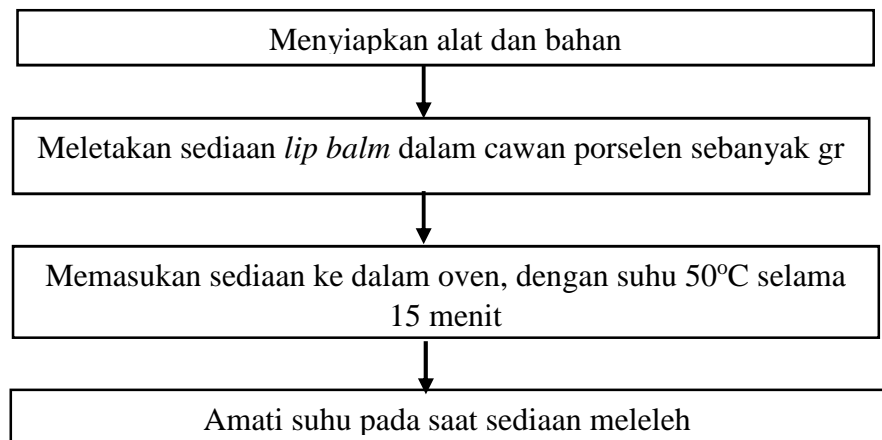 Menyiapkan alat dan bahan
Meletakan sediaan lip balm dalam cawan porselen sebanyak gr
Memasukan sediaan ke dalam oven, dengan suhu 50°C selama
15 menit
Amati suhu pada saat sediaan meleleh